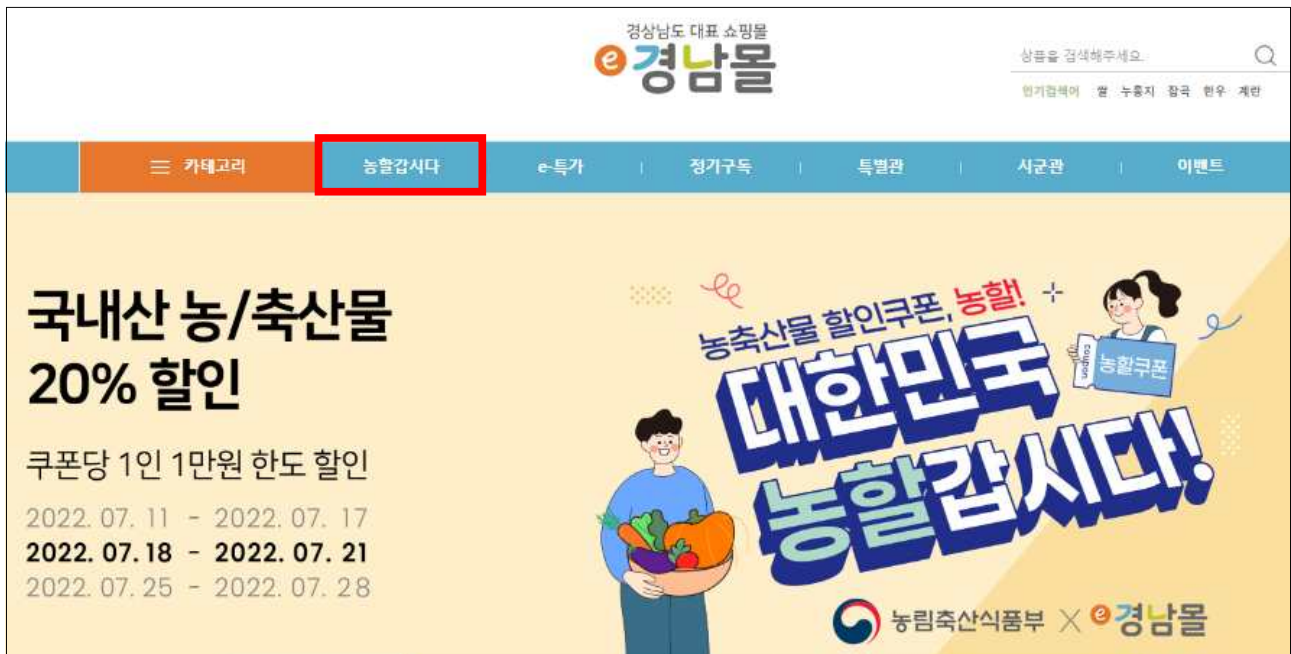 경상남도 대표 쇼핑몰
e경남몰
상품을 검색해주세요.
인기검색어 쌀 누룽지 잡곡 한우 계란
카테고리 농할갑시다 e-특가 정기구독 특별관 시군관 이벤트
국내산 농/축산물
20% 할인
쿠폰당 1인 1만원 한도 할인
2022. 07. 11 - 2022. 07. 17
2022. 07. 18 - 2022. 07. 21
2022. 07. 25 - 2022. 07. 28
농축산물 할인쿠폰, 농할!
대한민국
농할갑시다!
coupon
농할쿠폰
농림축산식품부 X e경남몰